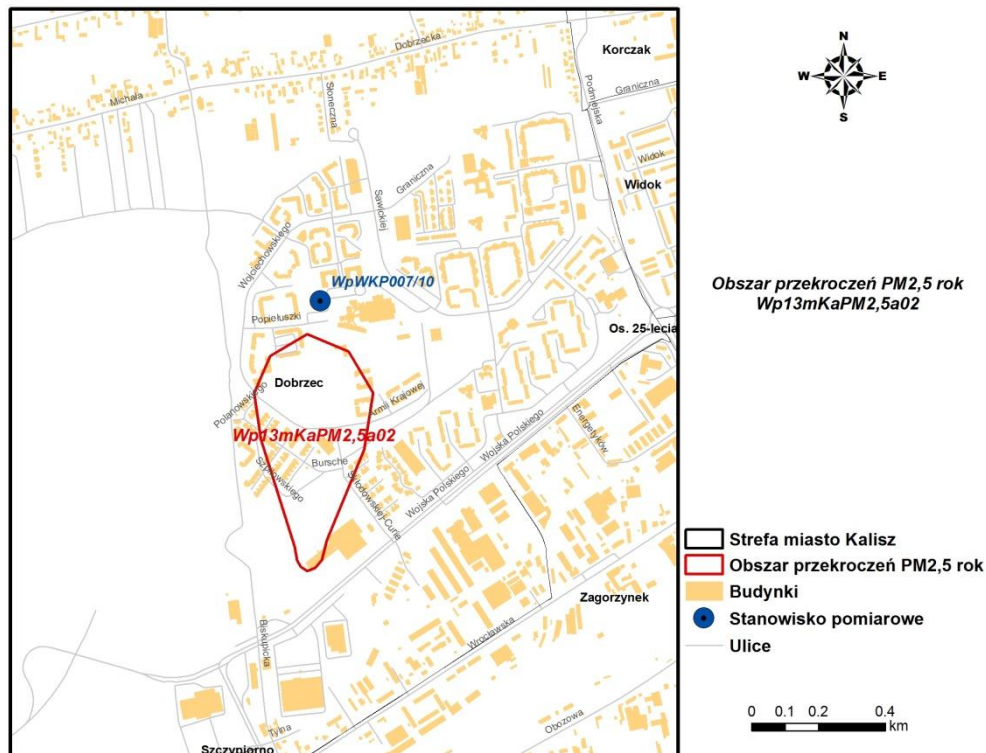 Dobrzecka
Korczak
Michała
Słoneczna
Podmiejska
Graniczna
Graniczna
Widok
Widok
Sawickiej
Wojciechowskiego
WpWKP007/10
Popiełuszki
Os. 25-lecia
Dobrzec
Polanowskiego
Armii Krajowej
Energetyków
Wp13mKaPM2,5a02
Wojska Polskiego
Bursche
Skłodowskiej-Curie
Wojska Polskiego
Zagorzynek
Wrocławska
Biskupicka
Tylna
Obozowa
Szczypiorno
N
W E
S
Obszar przekroczeń PM2,5 rok
Wp13mKaPM2,5a02
Strefa miasto Kalisz
Obszar przekroczeń PM2,5 rok
Budynki
Stanowisko pomiarowe
Ulice
0 0.1 0.2 0.4
km